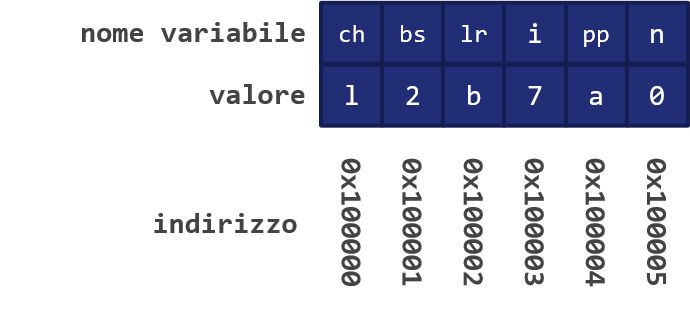 nome variabile ch bs lr i pp n
valore l 2 b 7 a 0
indirizzo 0x100000 0x100001 0x100002 0x100003 0x100004 0x100005